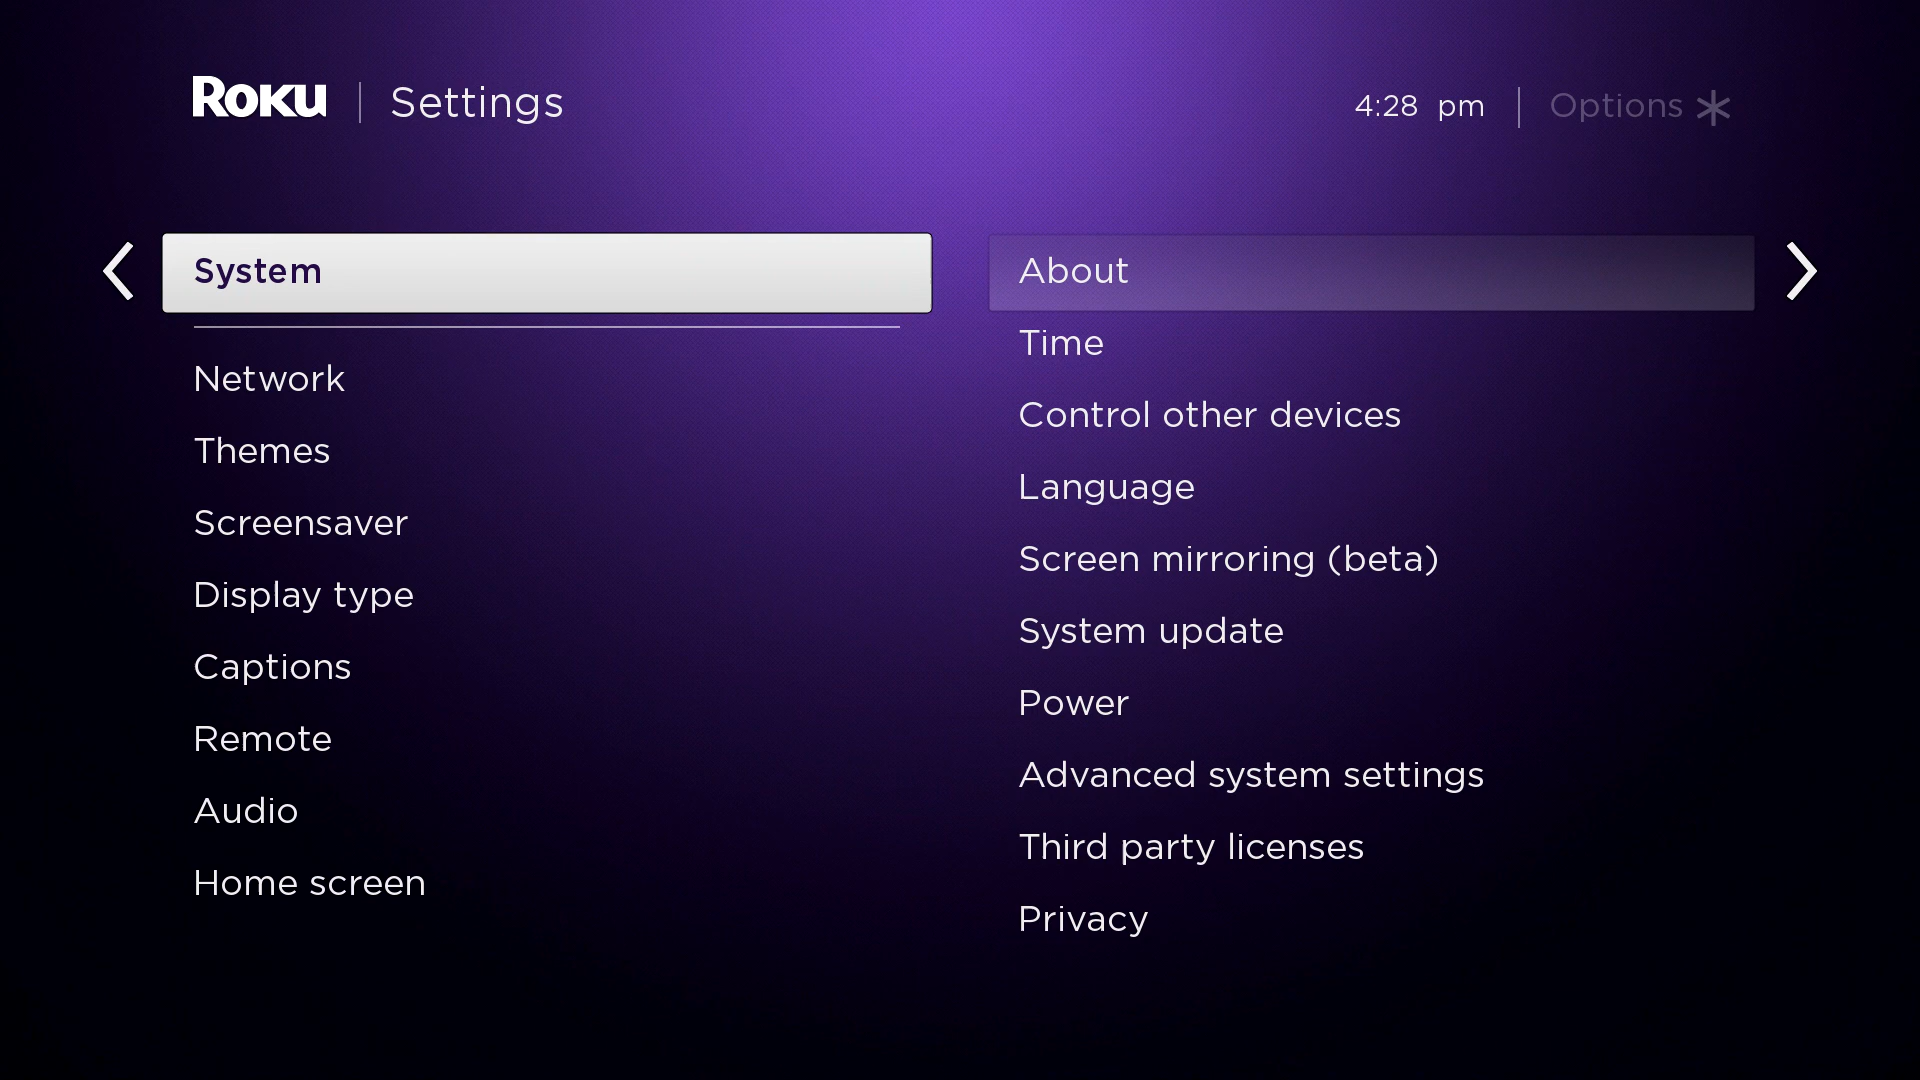 Roku | Settings
4:28 pm | Options
System
Network
Themes
Screensaver
Display type
Captions
Remote
Audio
Home screen
About
Time
Control other devices
Language
Screen mirroring (beta)
System update
Power
Advanced system settings
Third party licenses
Privacy